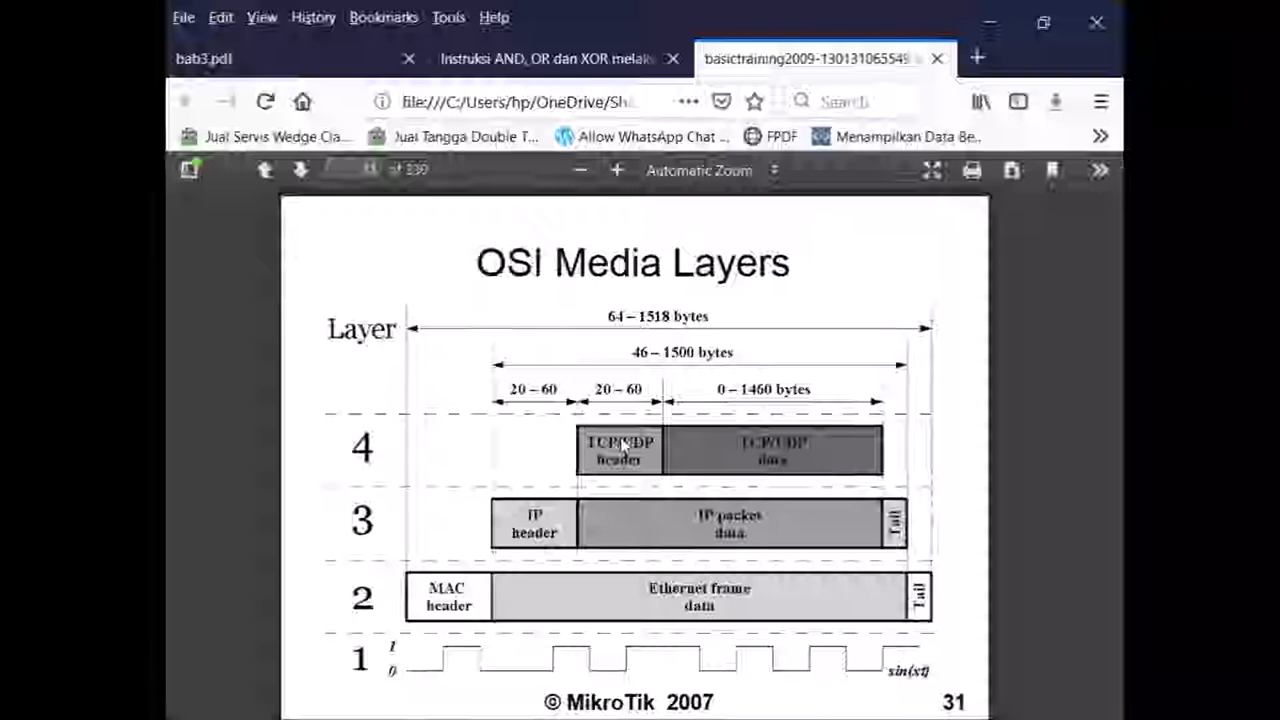 File Edit View History Bookmarks Tools Help
bab3.pdf
Instruksi AND, OR dan XOR melak
basictraining2009-130131065549
file:///C:/Users/hp/OneDrive/Sh
Search
Jual Servis Wedge Cla... Jual Tangga Double T... Allow WhatsApp Chat ... FPDF Menampilkan Data Be...
of 330
Automatic Zoom
OSI Media Layers
Layer
64 – 1518 bytes
46 – 1500 bytes
20 – 60 20 – 60 0 – 1460 bytes
4
TCP/UDP
header
TCP/UDP
data
3
IP
header
IP packet
data
Tail
2
MAC
header
Ethernet frame
data
Tail
1
1
0
sin(xt)
© MikroTik 2007
31